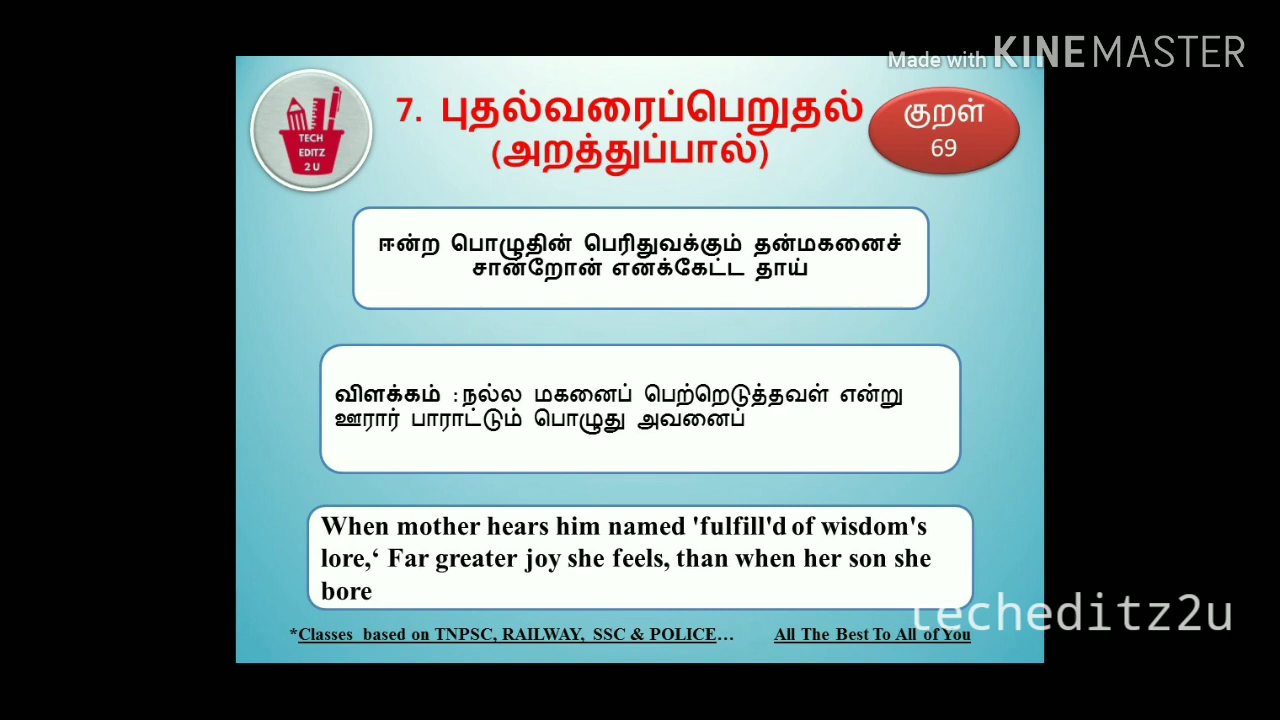 Made with KINEMASTER
TECH
EDITZ
2 U
7. புதல்வரைப்பெறுதல்
(அறத்துப்பால்)
குறள்
69
ஈன்ற பொழுதின் பெரிதுவக்கும் தன்மகனைச்
சான்றோன் எனக்கேட்ட தாய்
விளக்கம் :நல்ல மகனைப் பெற்றெடுத்தவள் என்று
ஊரார் பாராட்டும் பொழுது அவனைப்
When mother hears him named 'fulfill'd of wisdom's
lore,‘ Far greater joy she feels, than when her son she
bore
techeditz2u
*Classes based on TNPSC, RAILWAY, SSC & POLICE… All The Best To All of You